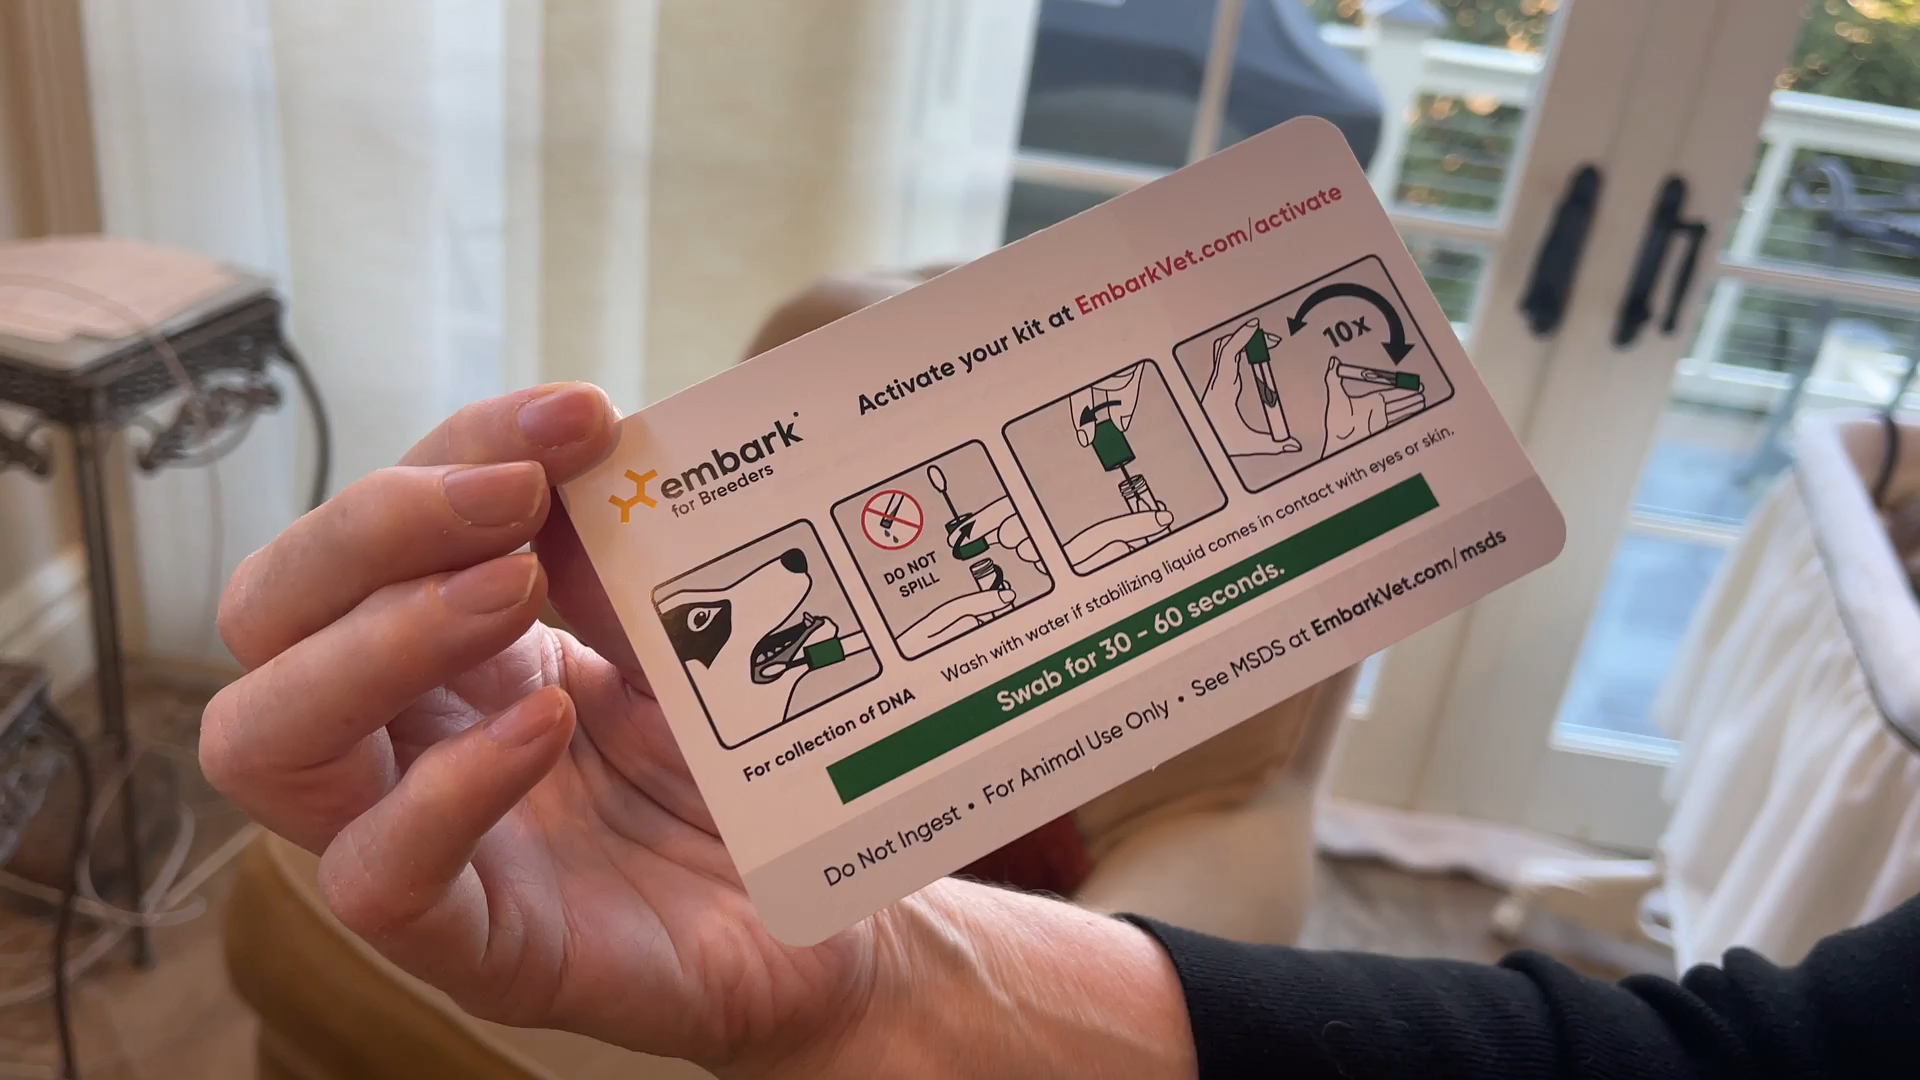 Activate your kit at EmbarkVet.com/activate
embark
for Breeders
DO NOT
SPILL
10x
For collection of DNA
Wash with water if stabilizing liquid comes in contact with eyes or skin.
Swab for 30 - 60 seconds.
Do Not Ingest • For Animal Use Only • See MSDS at EmbarkVet.com/msds